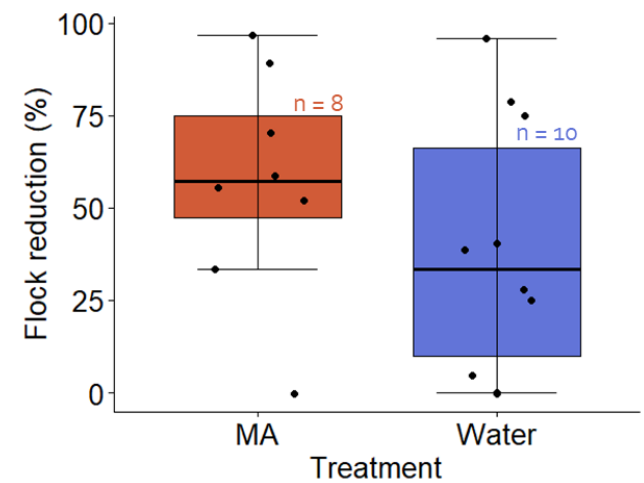 Flock reduction (%)
100
75
50
25
0
n = 8
n = 10
MA
Water
Treatment